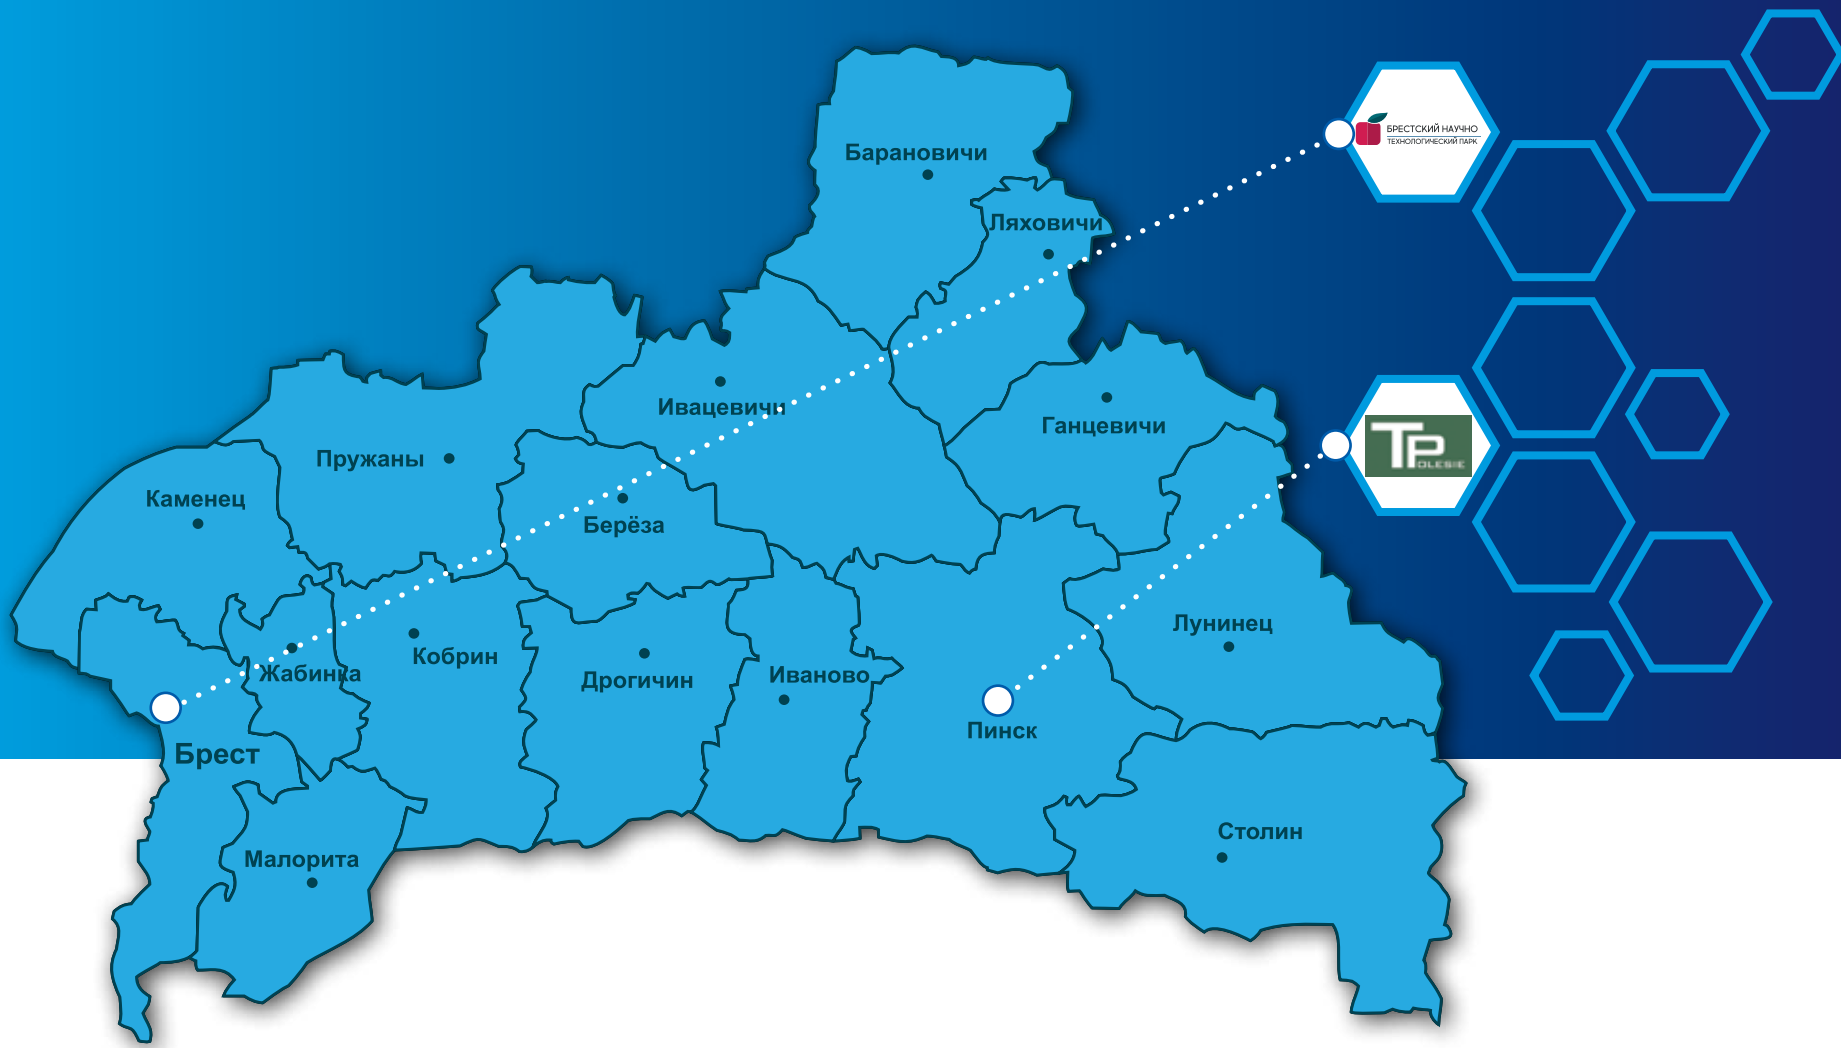 Барановичи
БРЕСТСКИЙ НАУЧНО
ТЕХНОЛОГИЧЕСКИЙ ПАРК
Ляховичи
Ивацевичи
Ганцевичи
TP
OLESIE
Пружаны
Каменец
Берёза
Лунинец
Кобрин
Жабинка
Дрогичин
Иваново
Пинск
Брест
Столин
Малорита